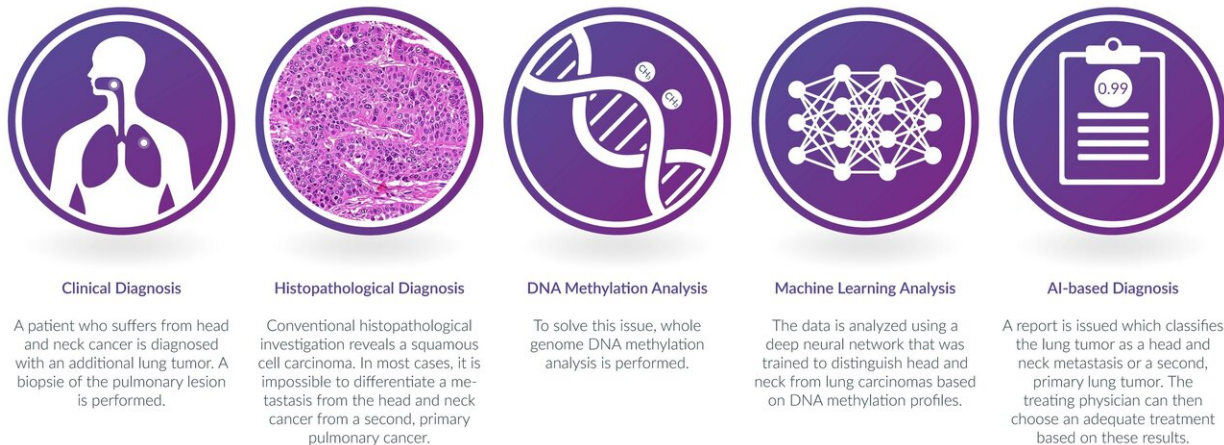 CH3
CH3
0.99
Clinical Diagnosis
A patient who suffers from head
and neck cancer is diagnosed
with an additional lung tumor. A
biopsie of the pulmonary lesion
is performed.
Histopathological Diagnosis
Conventional histopathological
investigation reveals a squamous
cell carcinoma. In most cases, it is
impossible to differentiate a me-
tastasis from the head and neck
cancer from a second, primary
pulmonary cancer.
DNA Methylation Analysis
To solve this issue, whole
genome DNA methylation
analysis is performed.
Machine Learning Analysis
The data is analyzed using a
deep neural network that was
trained to distinguish head and
neck from lung carcinomas based
on DNA methylation profiles.
AI-based Diagnosis
A report is issued which classifies
the lung tumor as a head and
neck metastasis or a second,
primary lung tumor. The
treating physician can then
choose an adequate treatment
based on these results.